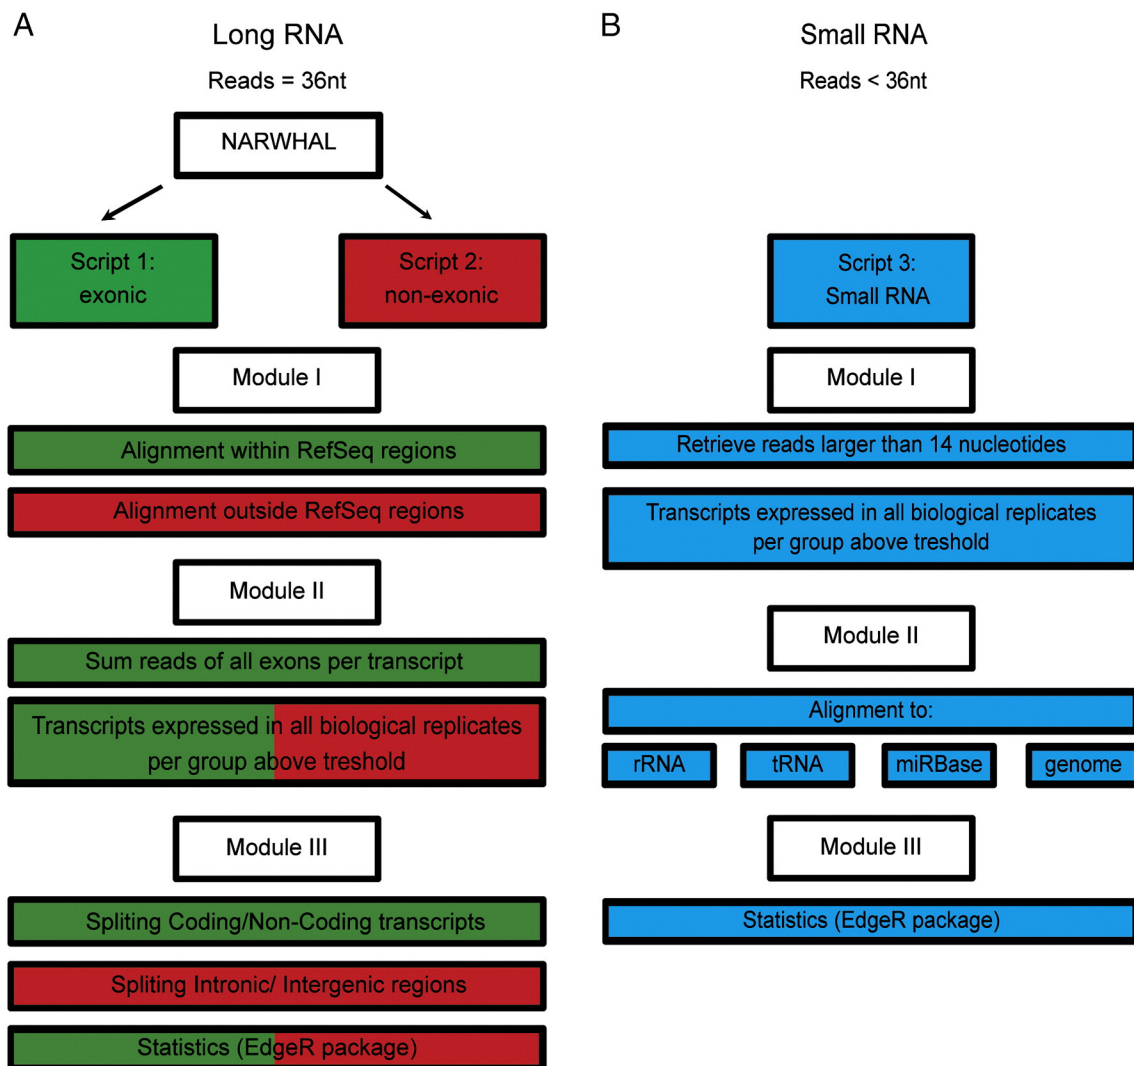 A
Long RNA
Reads = 36nt
NARWHAL
Script 1:
exonic
Script 2:
non-exonic
Module I
Alignment within RefSeq regions
Alignment outside RefSeq regions
Module II
Sum reads of all exons per transcript
Transcripts expressed in all biological replicates
per group above treshold
Module III
Spliting Coding/Non-Coding transcripts
Spliting Intronic/ Intergenic regions
Statistics (EdgeR package)
B
Small RNA
Reads < 36nt
Script 3:
Small RNA
Module I
Retrieve reads larger than 14 nucleotides
Transcripts expressed in all biological replicates
per group above treshold
Module II
Alignment to:
rRNA tRNA miRBase genome
Module III
Statistics (EdgeR package)